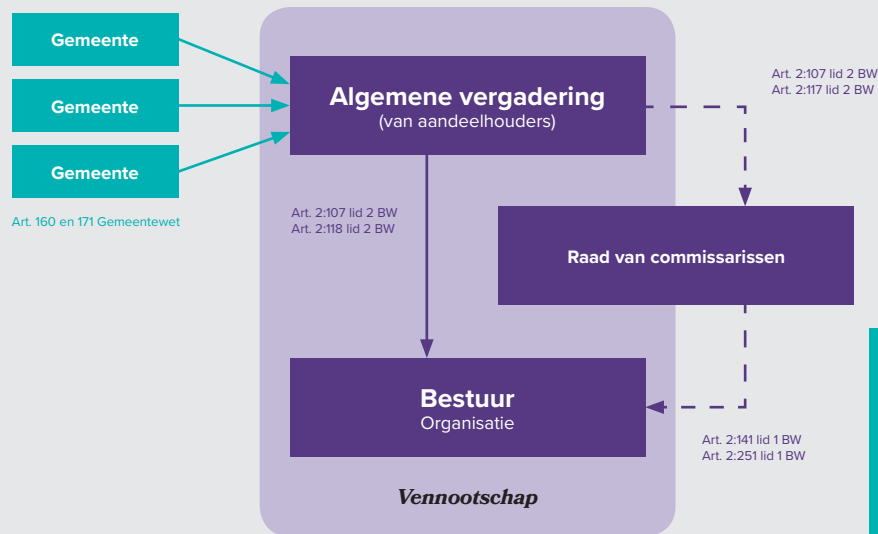 Gemeente
Gemeente
Gemeente
Art. 160 en 171 Gemeentewet
Algemene vergadering
(van aandeelhouders)
Art. 2:107 lid 2 BW
Art. 2:117 lid 2 BW
Art. 2:107 lid 2 BW
Art. 2:118 lid 2 BW
Raad van commissarissen
Bestuur
Organisatie
Art. 2:141 lid 1 BW
Art. 2:251 lid 1 BW
Vennootschap